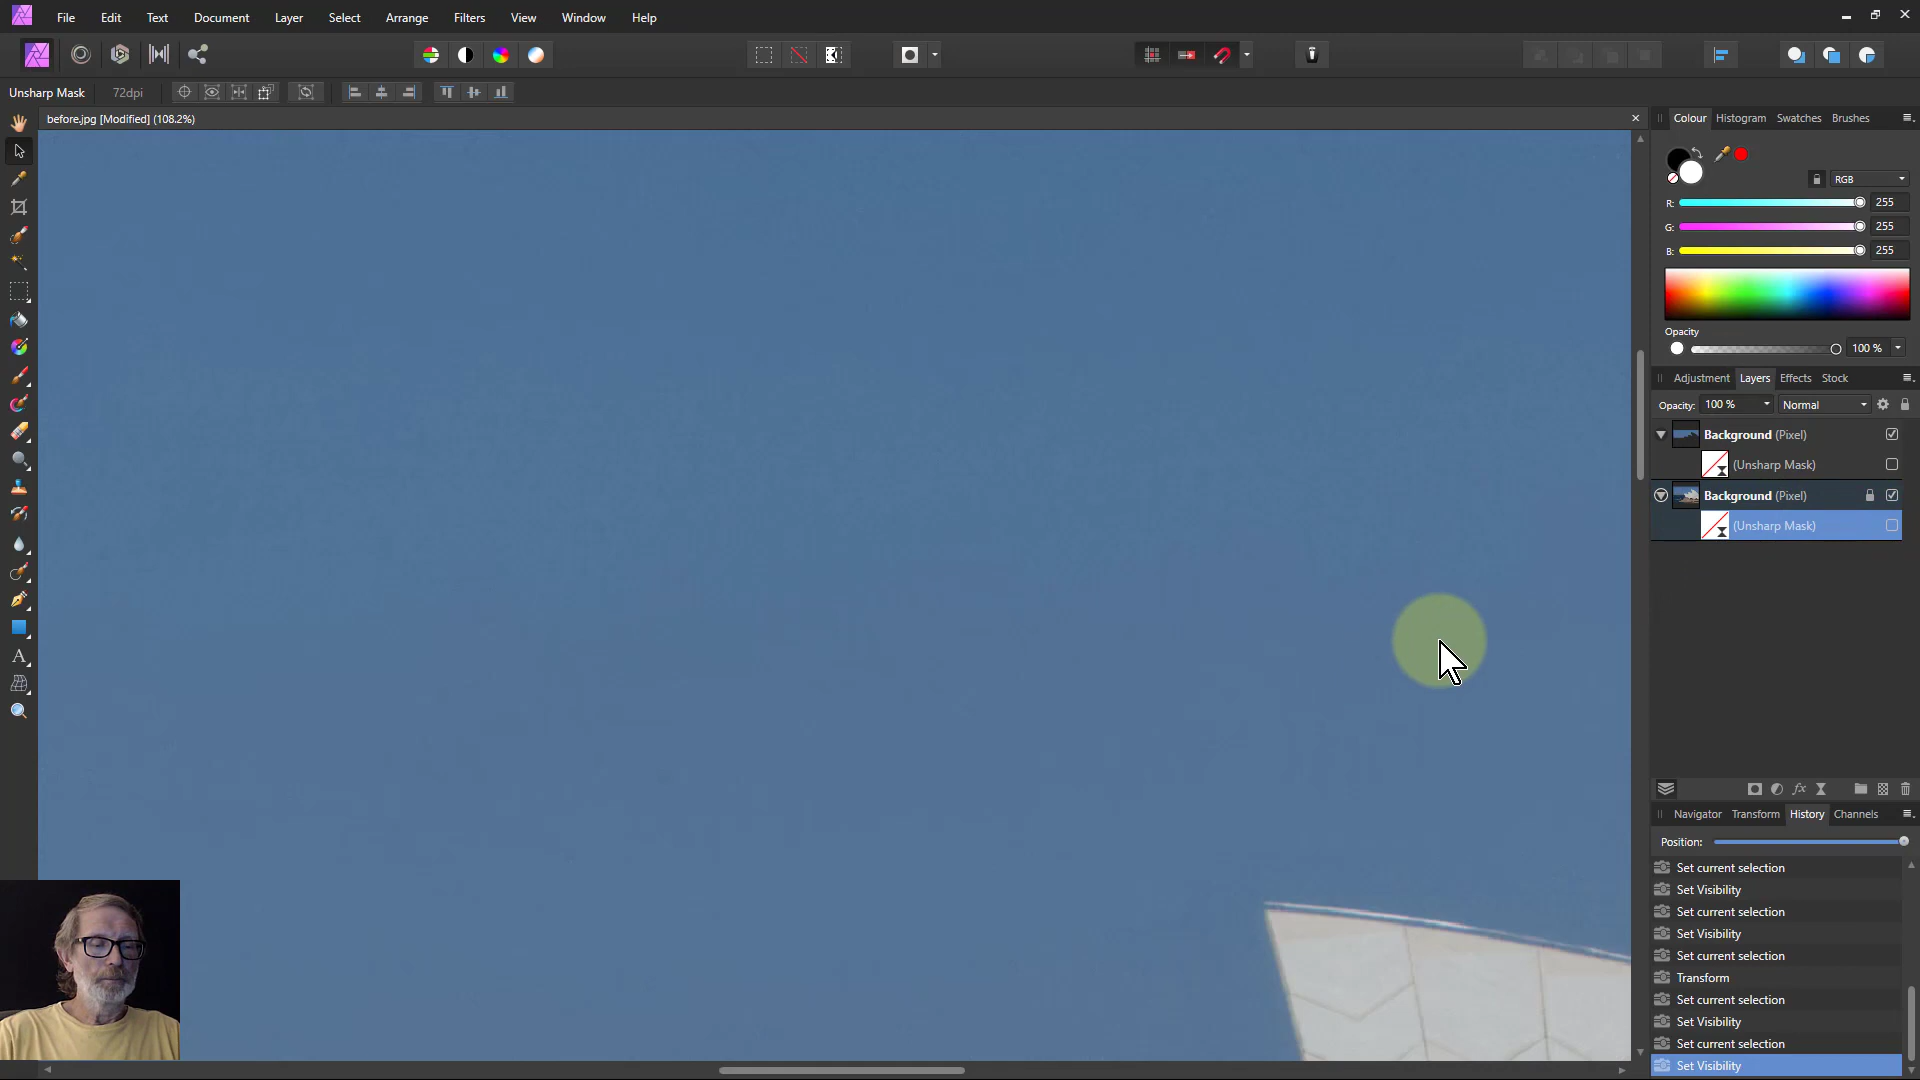 File Edit Text Document Layer Select Arrange Filters View Window Help
Unsharp Mask 72dpi
before.jpg [Modified] (108.2%)
Colour Histogram Swatches Brushes
RGB
R: 255
G: 255
B: 255
Opacity
100 %
Adjustment Layers Effects Stock
Opacity: 100 % Normal
Background (Pixel)
(Unsharp Mask)
Background (Pixel)
(Unsharp Mask)
fx
Navigator Transform History Channels
Position:
Set current selection
Set Visibility
Set current selection
Set Visibility
Set current selection
Transform
Set current selection
Set Visibility
Set current selection
Set Visibility